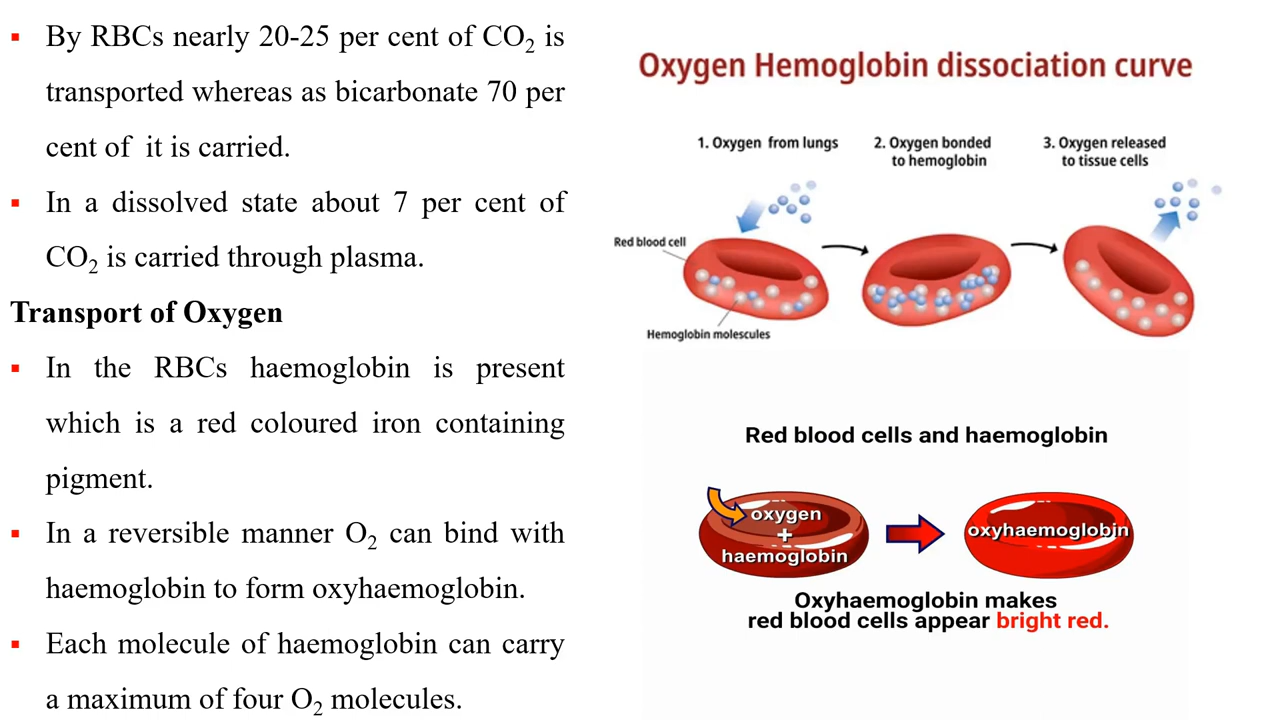 ▪ By RBCs nearly 20-25 per cent of CO₂ is
transported whereas as bicarbonate 70 per
cent of it is carried.
▪ In a dissolved state about 7 per cent of
CO₂ is carried through plasma.
Transport of Oxygen
▪ In the RBCs haemoglobin is present
which is a red coloured iron containing
pigment.
▪ In a reversible manner O₂ can bind with
haemoglobin to form oxyhaemoglobin.
▪ Each molecule of haemoglobin can carry
a maximum of four O₂ molecules.
Oxygen Hemoglobin dissociation curve
1. Oxygen from lungs
2. Oxygen bonded
to hemoglobin
3. Oxygen released
to tissue cells
Red blood cell
Hemoglobin molescules
Red blood cells and haemoglobin
oxygen
+
haemoglobin
oxyhaemoglobin
Oxyhaemoglobin makes
red blood cells appear bright red.